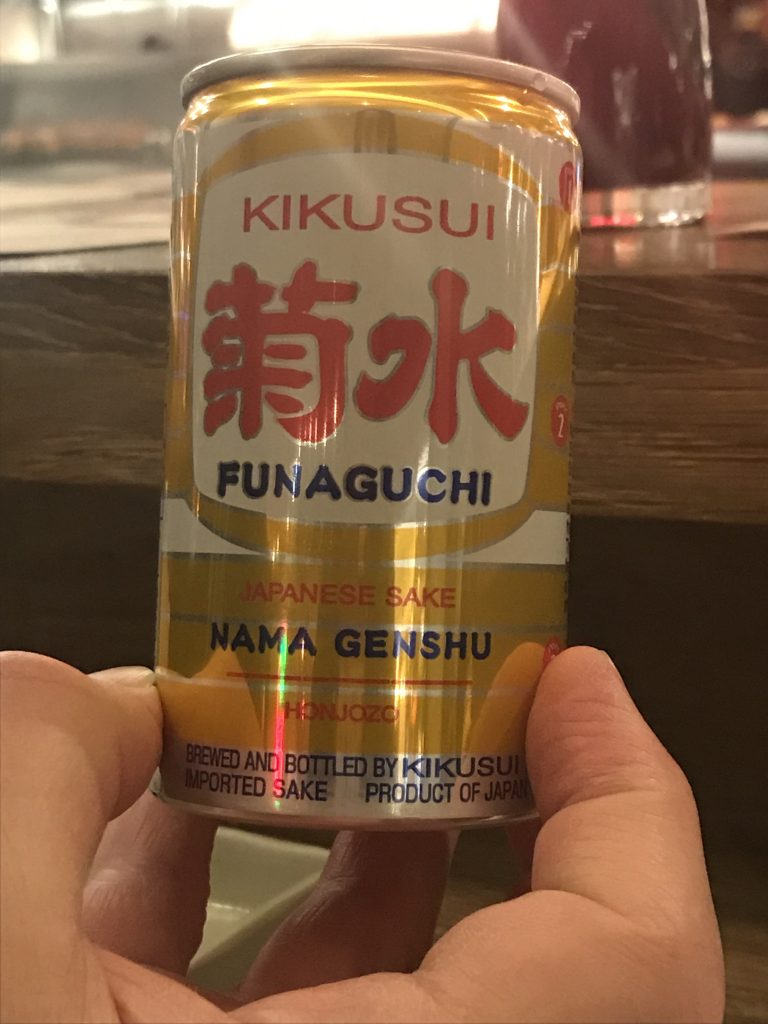 KIKUSUI
菊水
FUNAGUCHI
JAPANESE SAKE
NAMA GENSHU
HONJOZO
BREWED AND BOTTLED BY KIKUSUI
IMPORTED SAKE PRODUCT OF JAPAN
2